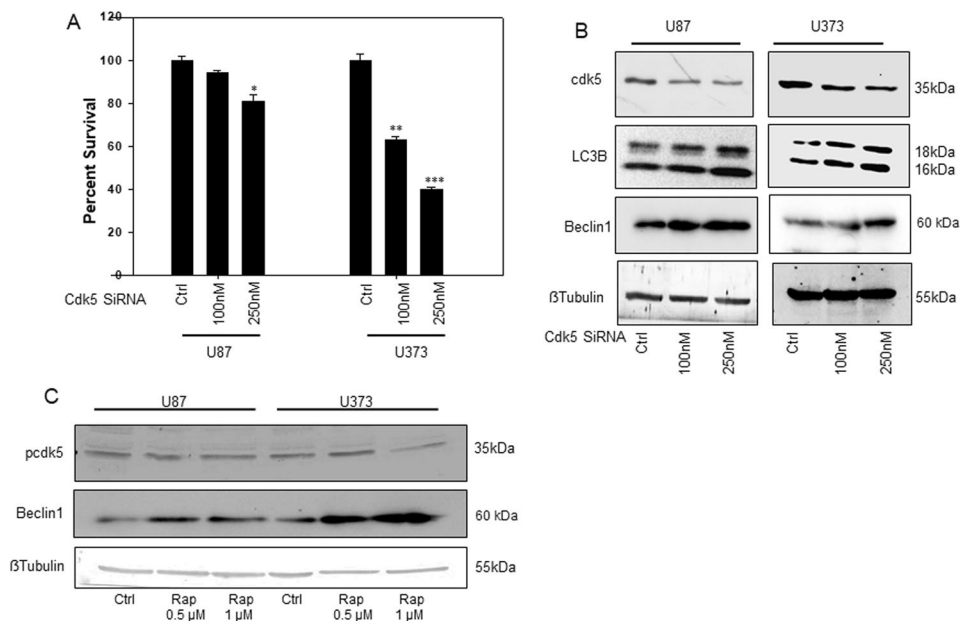 A
120
100
80
60
40
20
0
Percent Survival
*
**
***
Cdk5 SiRNA
Ctrl
100nM
250nM
Ctrl
100nM
250nM
U87
U373
B
U87
U373
cdk5
35kDa
LC3B
18kDa
16kDa
Beclin1
60 kDa
ßTubulin
55kDa
Cdk5 SiRNA
Ctrl
100nM
250nM
Ctrl
100nM
250nM
C
U87
U373
pcdk5
35kDa
Beclin1
60 kDa
ßTubulin
55kDa
Ctrl Rap Rap Ctrl Rap Rap
0.5 µM 1 µM 0.5 µM 1 µM